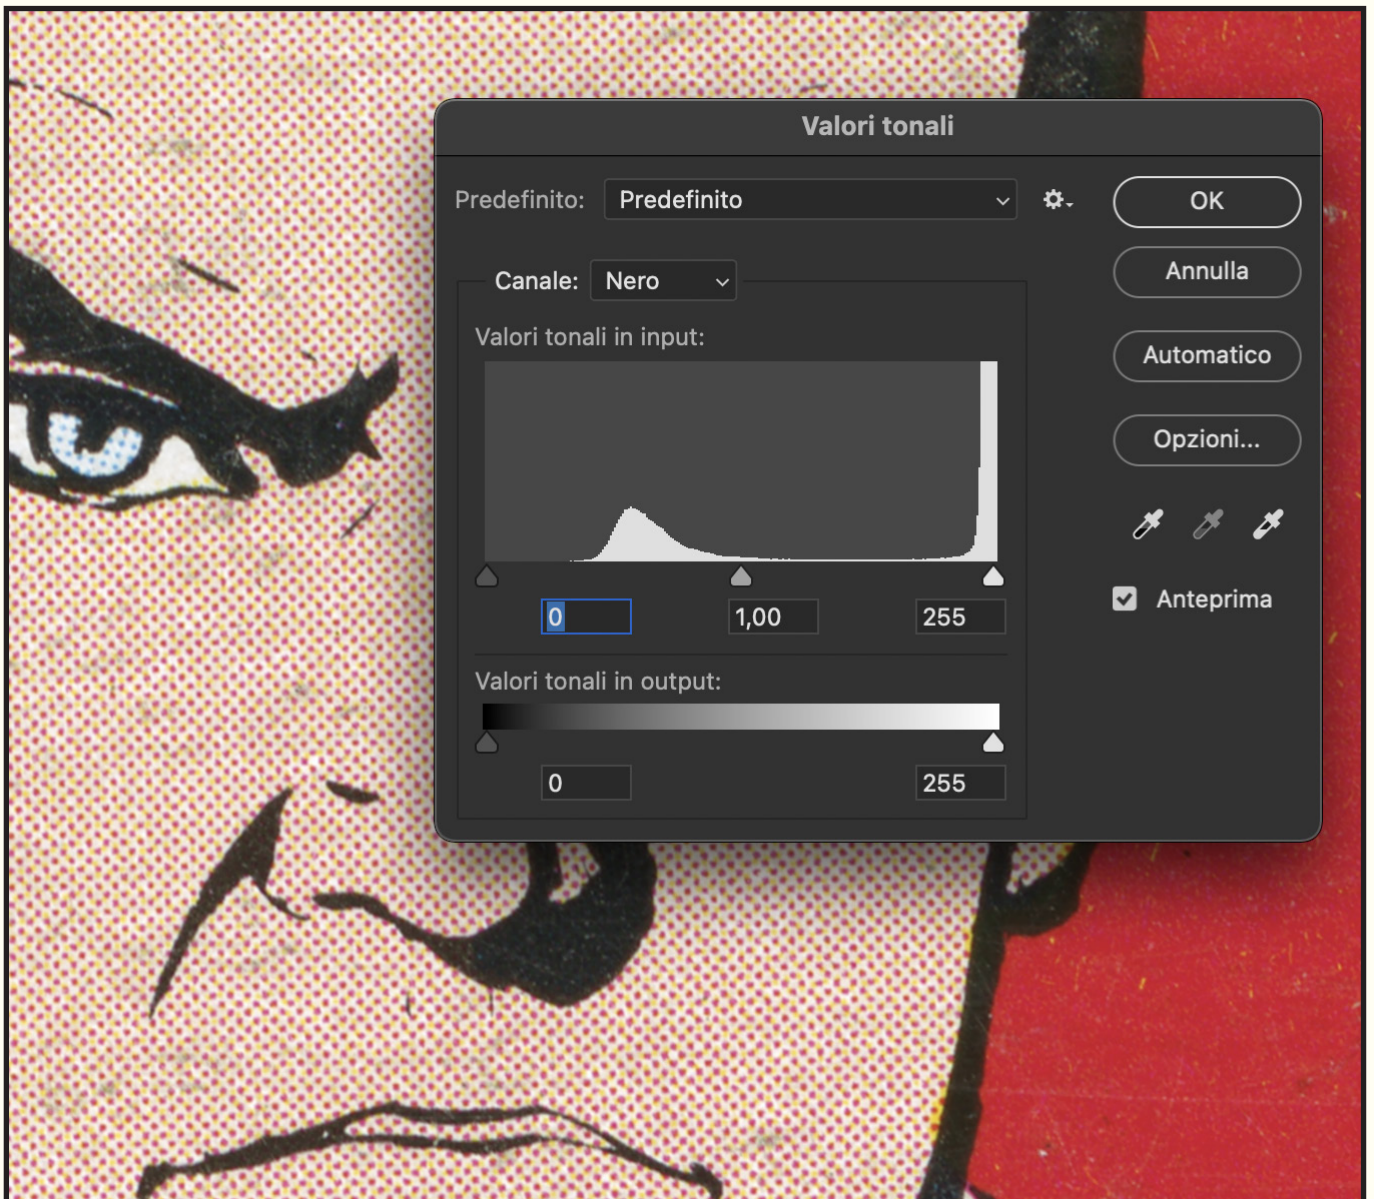 Valori tonali
Predefinito: Predefinito
OK
Annulla
Automatico
Opzioni...
Anteprima
Canale: Nero
Valori tonali in input:
0 1,00 255
Valori tonali in output:
0 255